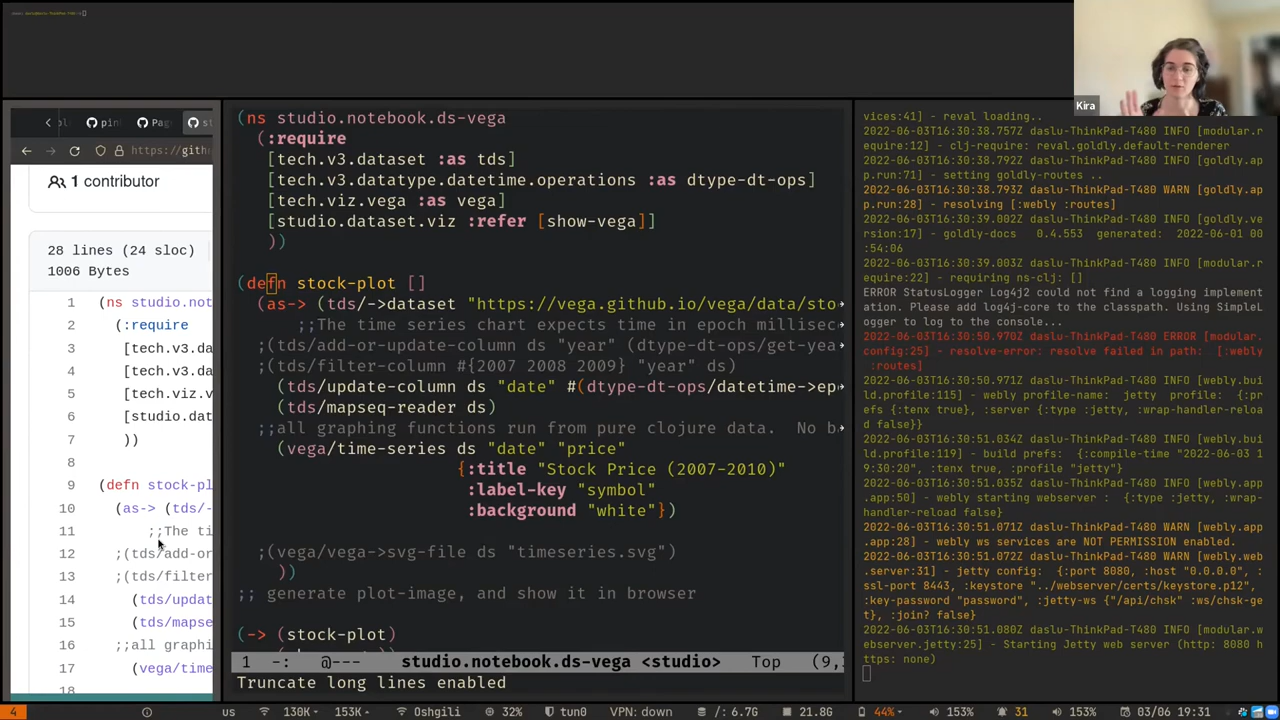 Kira
pin
Pag
https://gith
1 contributor
28 lines (24 sloc)
1006 Bytes
1 (ns studio.not
2 (:require
3 [tech.v3.da
4 [tech.v3.da
5 [tech.viz.v
6 [studio.dat
7 ))
8
9 (defn stock-pl
10 (as-> (tds/-
11 ;;The ti
12 ;(tds/add-or
13 ;(tds/filter
14 (tds/updat
15 (tds/mapse
16 ;;all graphi
17 (vega/time
18
(ns studio.notebook.ds-vega
(:require
[tech.v3.dataset :as tds]
[tech.v3.datatype.datetime.operations :as dtype-dt-ops]
[tech.viz.vega :as vega]
[studio.dataset.viz :refer [show-vega]]
))
(defn stock-plot []
(as-> (tds/->dataset "https://vega.github.io/vega/data/sto
;;The time series chart expects time in epoch millisec
;(tds/add-or-update-column ds "year" (dtype-dt-ops/get-yea
;(tds/filter-column #{2007 2008 2009} "year" ds)
(tds/update-column ds "date" #(dtype-dt-ops/datetime->epo
(tds/mapseq-reader ds)
;;all graphing functions run from pure clojure data.  No ba
(vega/time-series ds "date" "price"
{:title "Stock Price (2007-2010)"
:label-key "symbol"
:background "white"})
;(vega/vega->svg-file ds "timeseries.svg")
))
;; generate plot-image, and show it in browser
(-> (stock-plot)
1 -: @--- studio.notebook.ds-vega <studio> Top (9,
Truncate long lines enabled
vices:41] - reval loading..
2022-06-03T16:30:38.757Z daslu-ThinkPad-T480 INFO [modular.r
equire:12] - clj-require: reval.goldly.default-renderer
2022-06-03T16:30:38.792Z daslu-ThinkPad-T480 INFO [goldly.ap
p.run:71] - setting goldly-routes ..
2022-06-03T16:30:38.793Z daslu-ThinkPad-T480 WARN [goldly.ap
p.run:28] - resolving [:webly :routes]
2022-06-03T16:30:39.002Z daslu-ThinkPad-T480 INFO [goldly.ve
rsion:17] - goldly-docs 0.4.553 generated: 2022-06-01 00
:54:06
2022-06-03T16:30:39.003Z daslu-ThinkPad-T480 INFO [modular.r
equire:22] - requiring ns-clj: []
ERROR StatusLogger Log4j2 could not find a logging implement
ation. Please add log4j-core to the classpath. Using SimpleL
ogger to log to the console...
2022-06-03T16:30:50.970Z daslu-ThinkPad-T480 ERROR [modular.
config:25] - resolve-error: resolve failed in path: [:webly
:routes]
2022-06-03T16:30:50.971Z daslu-ThinkPad-T480 INFO [webly.bui
ld.profile:115] - webly profile-name: jetty profile: {:p
refs {:tenx true}, :server {:type :jetty, :wrap-handler-reloa
d false}}
2022-06-03T16:30:51.034Z daslu-ThinkPad-T480 INFO [webly.bui
ld.profile:119] - build prefs: {:compile-time "2022-06-03 1
9:30:20", :tenx true, :profile "jetty"}
2022-06-03T16:30:51.035Z daslu-ThinkPad-T480 INFO [webly.app
.app:50] - webly starting webserver : {:type :jetty, :wrap-
handler-reload false}
2022-06-03T16:30:51.071Z daslu-ThinkPad-T480 WARN [webly.app
.app:28] - webly ws services are NOT PERMISSION enabled.
2022-06-03T16:30:51.072Z daslu-ThinkPad-T480 WARN [webly.web
.server:31] - jetty config: {:port 8080, :host "0.0.0.0", :
ssl-port 8443, :keystore "../webserver/certs/keystore.p12",
:key-password "password", :jetty-ws {"/api/chsk" :ws/chsk-ge
t}, :join? false}
2022-06-03T16:30:51.080Z daslu-ThinkPad-T480 INFO [modular.w
ebserver.jetty:25] - Starting Jetty web server (http: 8080 h
ttps: none)
4 us 130K 153K Oshgili 32% tun0 VPN: down /: 6.7G 21.8G 44% 153% 31 153% 03/06 19:31